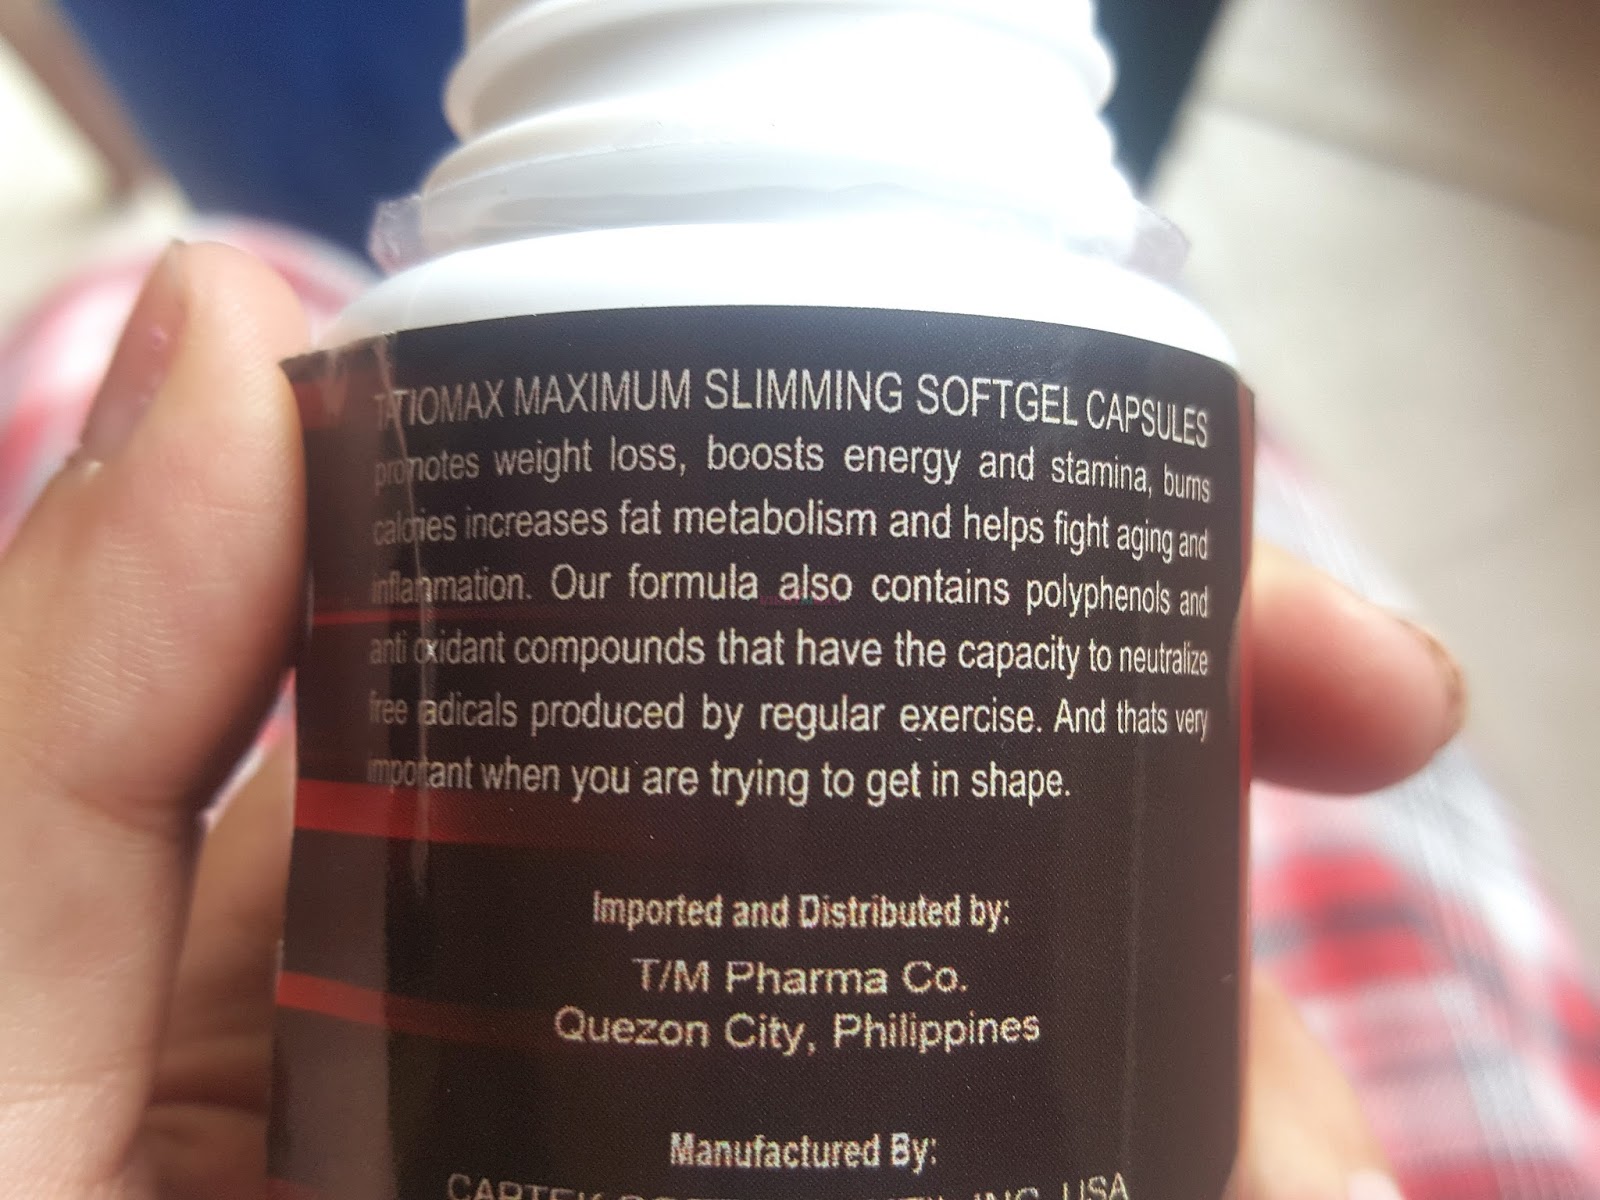 TATIOMAX MAXIMUM SLIMMING SOFTGEL CAPSULES
promotes weight loss, boosts energy and stamina, burns
calories increases fat metabolism and helps fight aging and
inflammation. Our formula also contains polyphenols and
anti oxidant compounds that have the capacity to neutralize
free radicals produced by regular exercise. And thats very
important when you are trying to get in shape.
Imported and Distributed by:
T/M Pharma Co.
Quezon City, Philippines
Manufactured By:
INC. USA